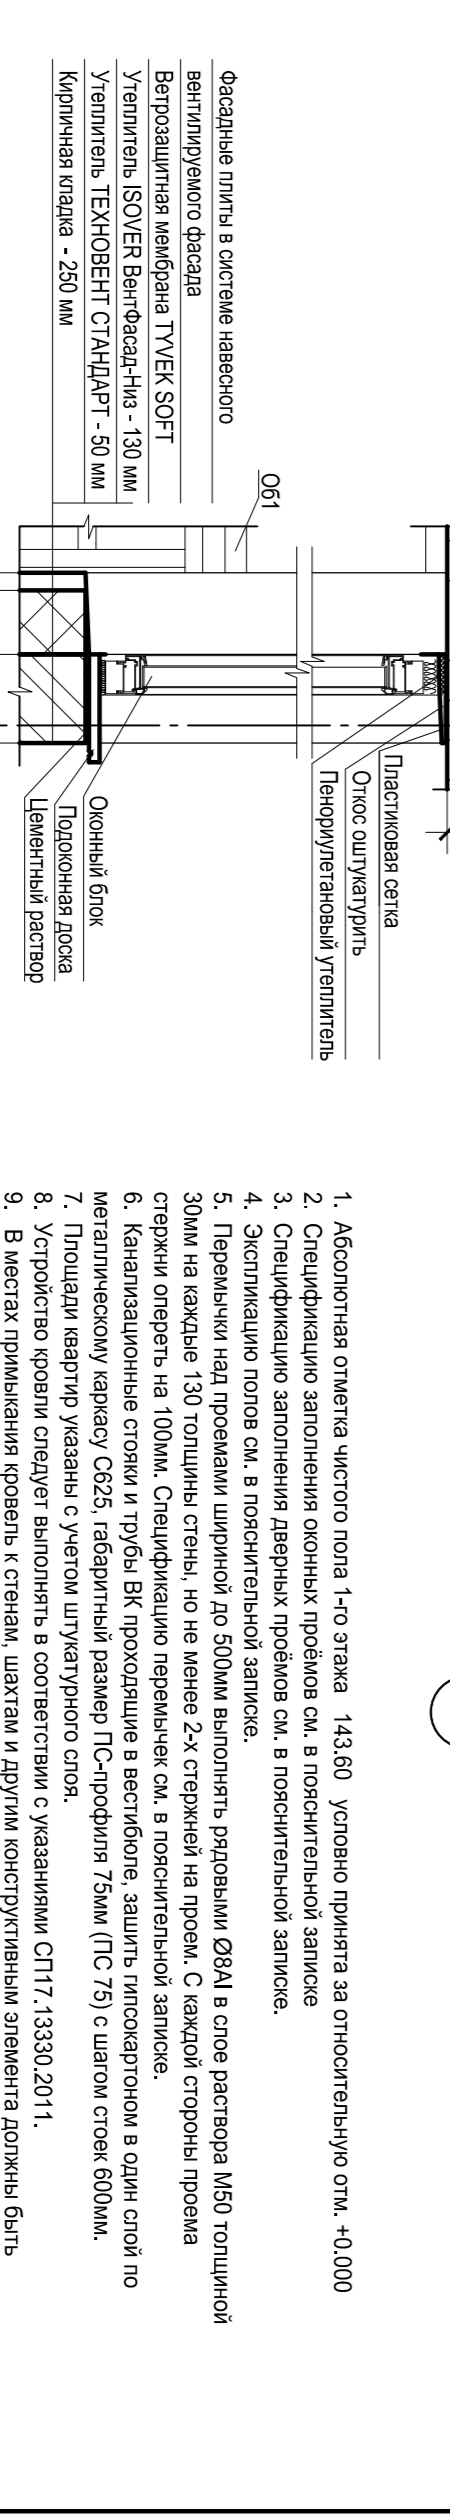 Фасадные плиты в системе навесного
вентилируемого фасада
Ветрозащитная мембрана TYVEK SOFT
Утеплитель ISOVER ВентФасад-Низ - 130 мм
Утеплитель ТЕХНОВЕНТ СТАНДАРТ - 50 мм
Кирпичная кладка - 250 мм
Об1
Пластиковая сетка
Откос оштукатурить
Пенориулетановый утеплитель
Оконный блок
Подоконная доска
Цементный раствор
1. Абсолютная отметка чистого пола 1-го этажа 143.60 условно принята за относительную отм. +0.000
2. Спецификацию заполнения оконных проёмов см. в пояснительной записке
3. Спецификацию заполнения дверных проёмов см. в пояснительной записке.
4. Экспликацию полов см. в пояснительной записке.
5. Перемычки над проемами шириной до 500мм выполнять рядовыми Ø8АI в слое раствора М50 толщиной
30мм на каждые 130 толщины стены, но не менее 2-х стержней на проем. С каждой стороны проема
стержни опереть на 100мм. Спецификацию перемычек см. в пояснительной записке.
6. Канализационные стояки и трубы ВК проходящие в вестибюле, зашить гипсокартоном в один слой по
металлическому каркасу С625, габаритный размер ПС-профиля 75мм (ПС 75) с шагом стоек 600мм.
7. Площади квартир указаны с учетом штукатурного слоя.
8. Устройство кровли следует выполнять в соответствии с указаниями СП17.13330.2011.
9. В местах примыкания кровель к стенам, шахтам и другим конструктивным элемента должны быть